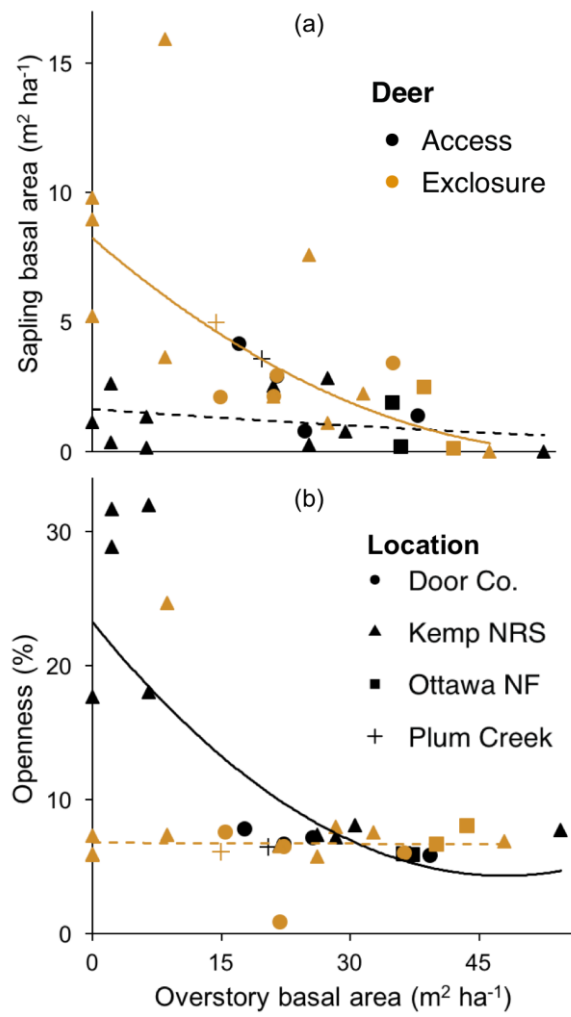 (a)
Sapling basal area (m² ha⁻¹)
15
10
5
0
Deer
Access
Exclosure
(b)
Openness (%)
30
20
10
0
Location
Door Co.
Kemp NRS
Ottawa NF
Plum Creek
0 15 30 45
Overstory basal area (m² ha⁻¹)